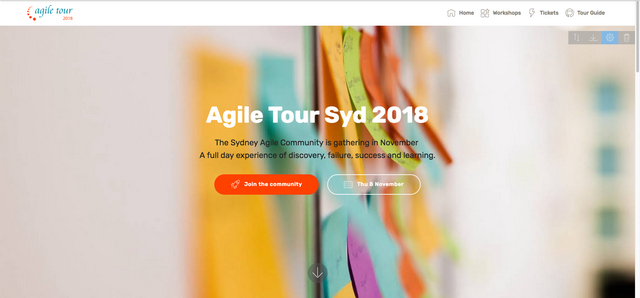 agile tour
2018
Home
Workshops
Tickets
Tour Guide
Agile Tour Syd 2018
The Sydney Agile Community is gathering in November
A full day experience of discovery, failure, success and learning.
Join the community
Thu 8 November